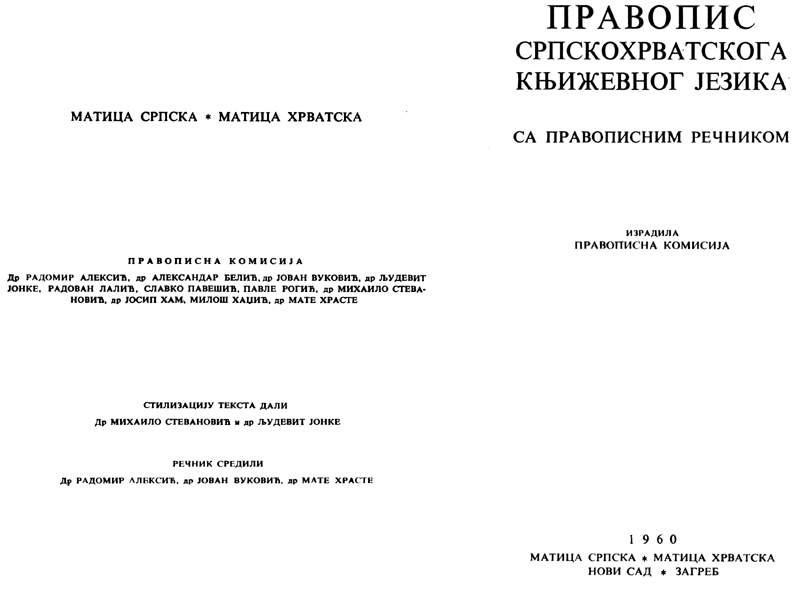 МАТИЦА СРПСКА * МАТИЦА ХРВАТСКА
ПРАВОПИСНА КОМИСИЈА
Др РАДОМИР АЛЕКСИЋ, др АЛЕКСАНДАР БЕЛИЋ, др ЈОВАН ВУКОВИЋ, др ЉУДЕВИТ
ЈОНКЕ, РАДОВАН ЛАЛИЋ, СЛАВКО ПАВЕШИЋ, ПАВЛЕ РОГИЋ, др МИХАИЛО СТЕВА-
НОВИЋ, др ЈОСИП ХАМ, МИЛОШ ХАЏИЋ, др МАТЕ ХРАСТЕ
СТИЛИЗАЦИЈУ ТЕКСТА ДАЛИ
Др МИХАИЛО СТЕВАНОВИЋ и др ЉУДЕВИТ ЈОНКЕ
РЕЧНИК СРЕДИЛИ
Др РАДОМИР АЛЕКСИЋ, др ЈОВАН ВУКОВИЋ, др МАТЕ ХРАСТЕ
ПРАВОПИС
СРПСКОХРВАТСКОГА
КЊИЖЕВНОГ ЈЕЗИКА
СА ПРАВОПИСНИМ РЕЧНИКОМ
ИЗРАДИЛА
ПРАВОПИСНА КОМИСИЈА
1960
МАТИЦА СРПСКА * МАТИЦА ХРВАТСКА
НОВИ САД * ЗАГРЕБ